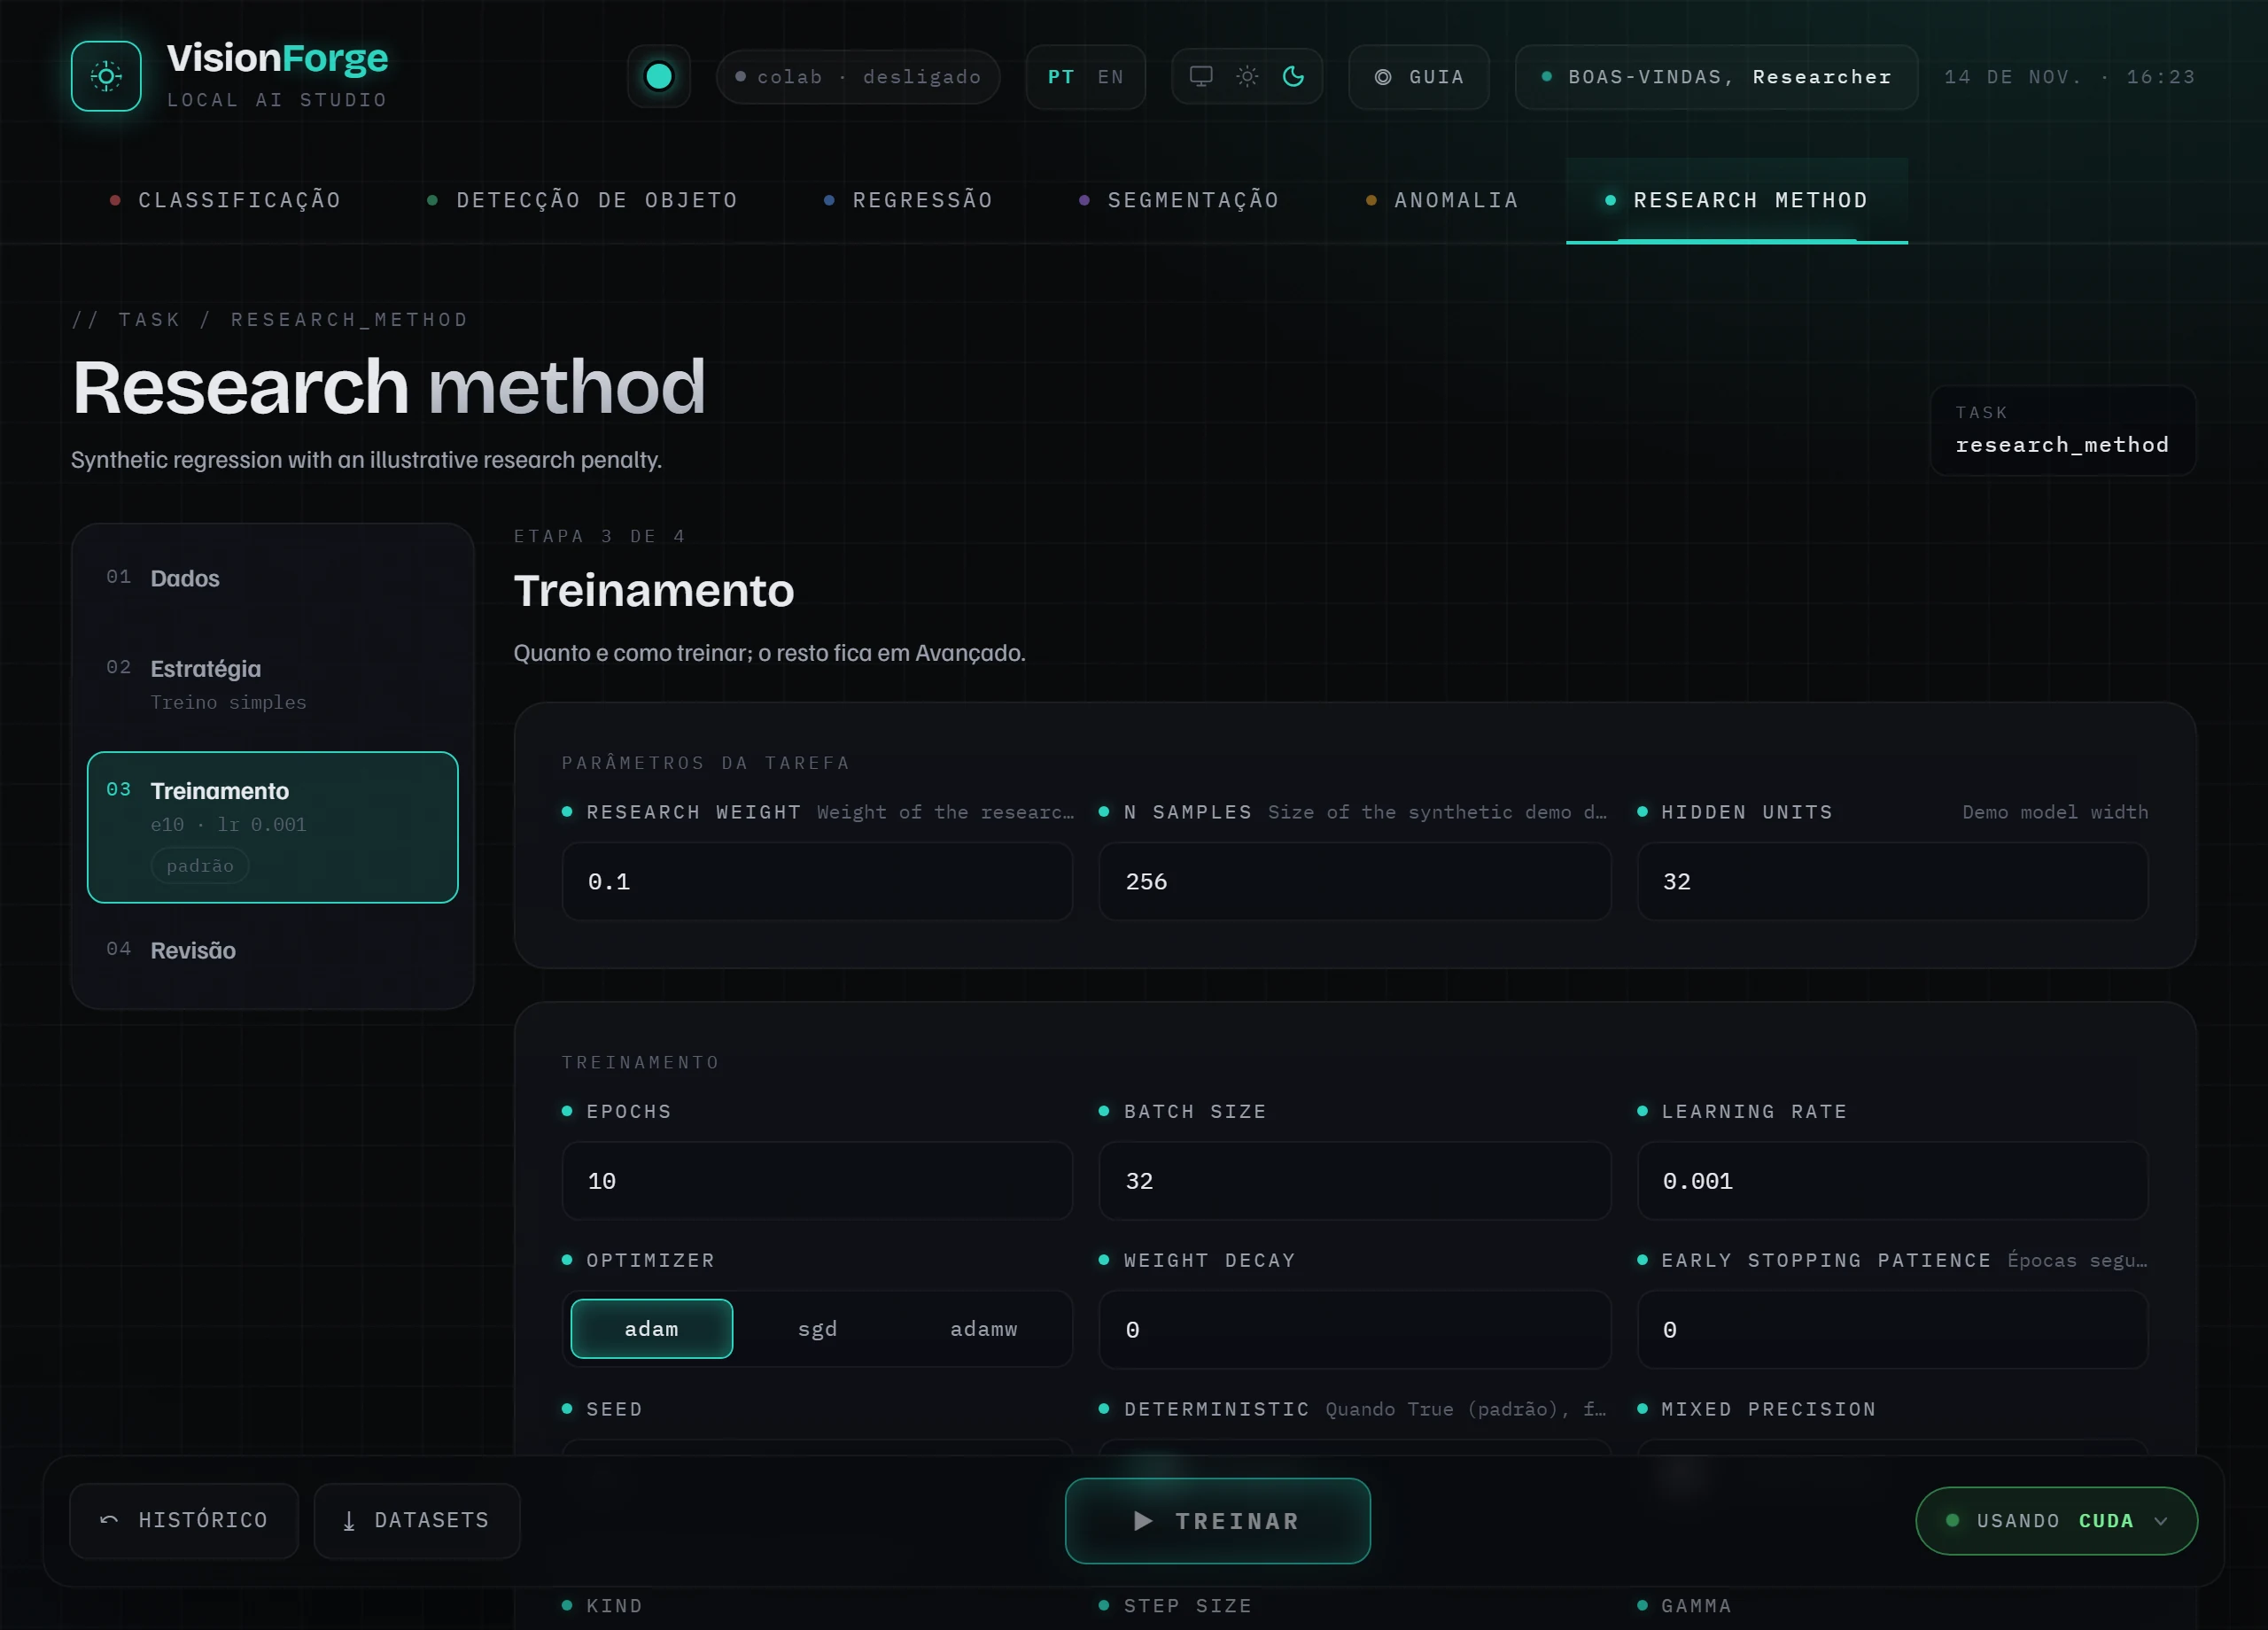 VisionForge
LOCAL AI STUDIO
colab · desligado
PT EN
GUIA
BOAS-VINDAS, Researcher
14 DE NOV. · 16:23
CLASSIFICAÇÃO
DETECÇÃO DE OBJETO
REGRESSÃO
SEGMENTAÇÃO
ANOMALIA
RESEARCH METHOD
// TASK / RESEARCH_METHOD
Research method
Synthetic regression with an illustrative research penalty.
TASK
research_method
01 Dados
02 Estratégia
Treino simples
03 Treinamento
e10 · lr 0.001
padrão
04 Revisão
ETAPA 3 DE 4
Treinamento
Quanto e como treinar; o resto fica em Avançado.
PARÂMETROS DA TAREFA
RESEARCH WEIGHT Weight of the researc…
0.1
N SAMPLES Size of the synthetic demo d…
256
HIDDEN UNITS Demo model width
32
TREINAMENTO
EPOCHS
10
BATCH SIZE
32
LEARNING RATE
0.001
OPTIMIZER
adam sgd adamw
WEIGHT DECAY
0
EARLY STOPPING PATIENCE Épocas segu…
0
SEED
DETERMINISTIC Quando True (padrão), f…
MIXED PRECISION
HISTÓRICO
DATASETS
TREINAR
USANDO CUDA
KIND
STEP SIZE
GAMMA